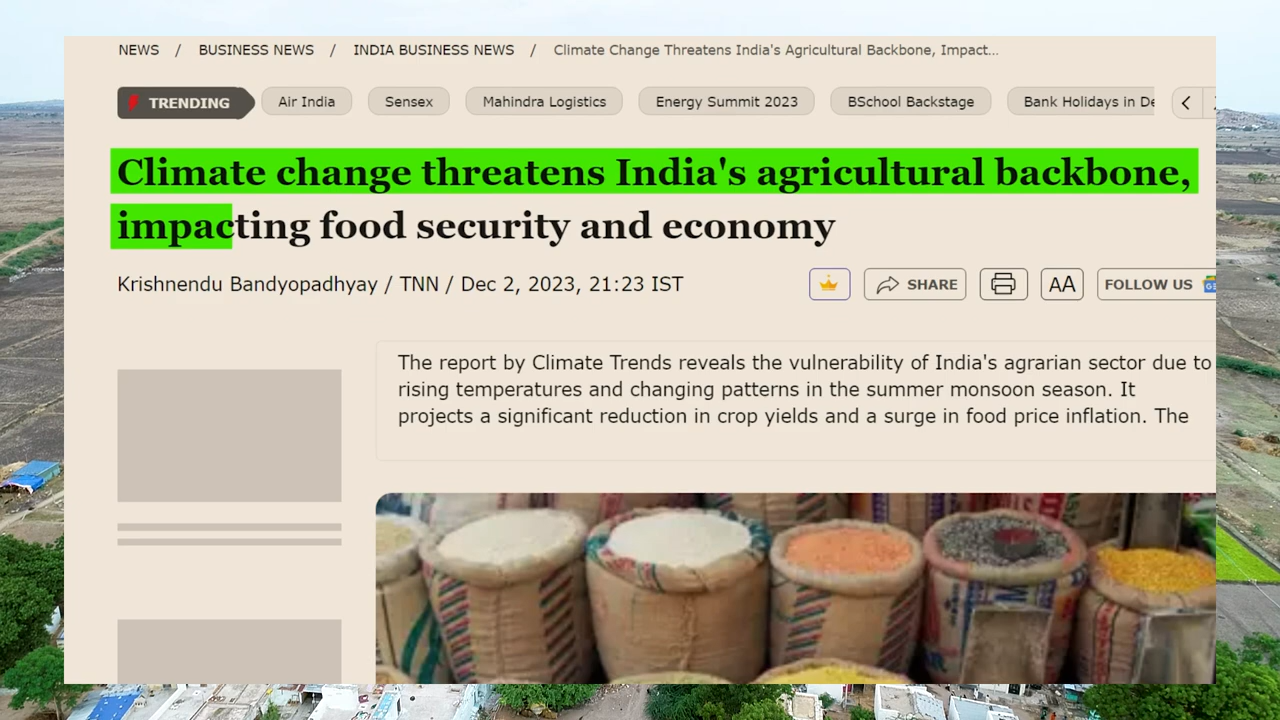 NEWS / BUSINESS NEWS / INDIA BUSINESS NEWS / Climate Change Threatens India's Agricultural Backbone, Impact...
TRENDING Air India Sensex Mahindra Logistics Energy Summit 2023 BSchool Backstage Bank Holidays in De
Climate change threatens India's agricultural backbone,
impacting food security and economy
Krishnendu Bandyopadhyay / TNN / Dec 2, 2023, 21:23 IST
SHARE AA FOLLOW US
The report by Climate Trends reveals the vulnerability of India's agrarian sector due to
rising temperatures and changing patterns in the summer monsoon season. It
projects a significant reduction in crop yields and a surge in food price inflation. The